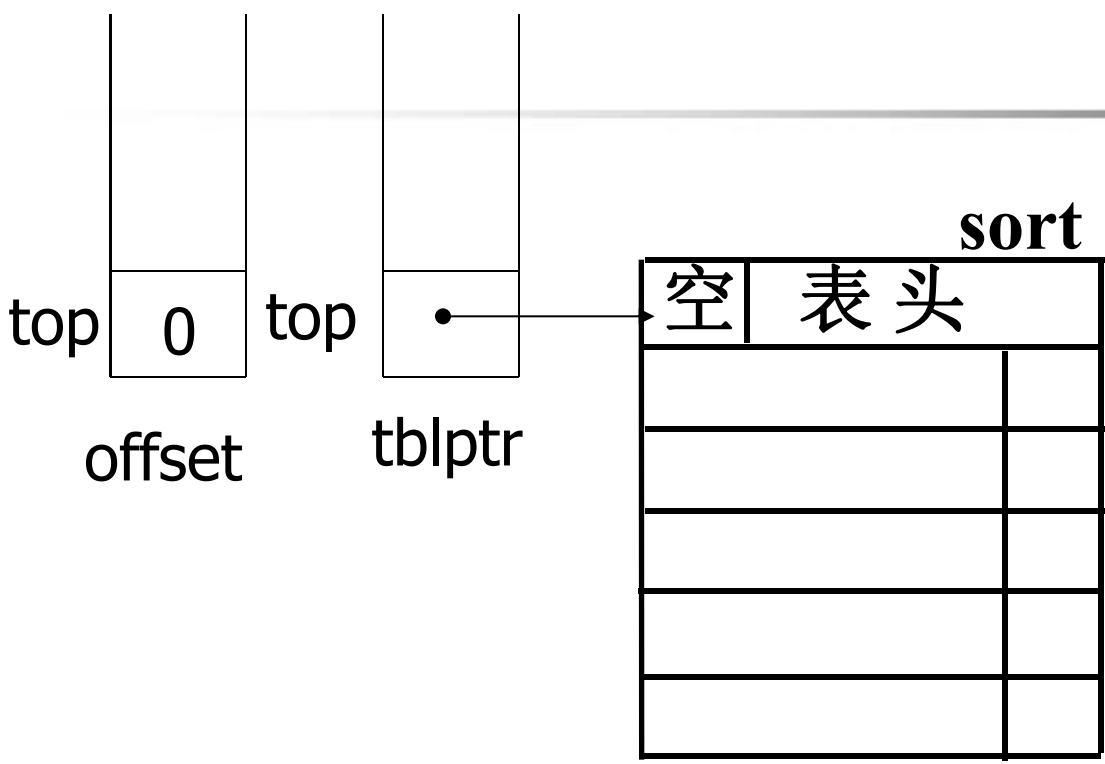 sort
空 表头
top 0 top
offset tblptr